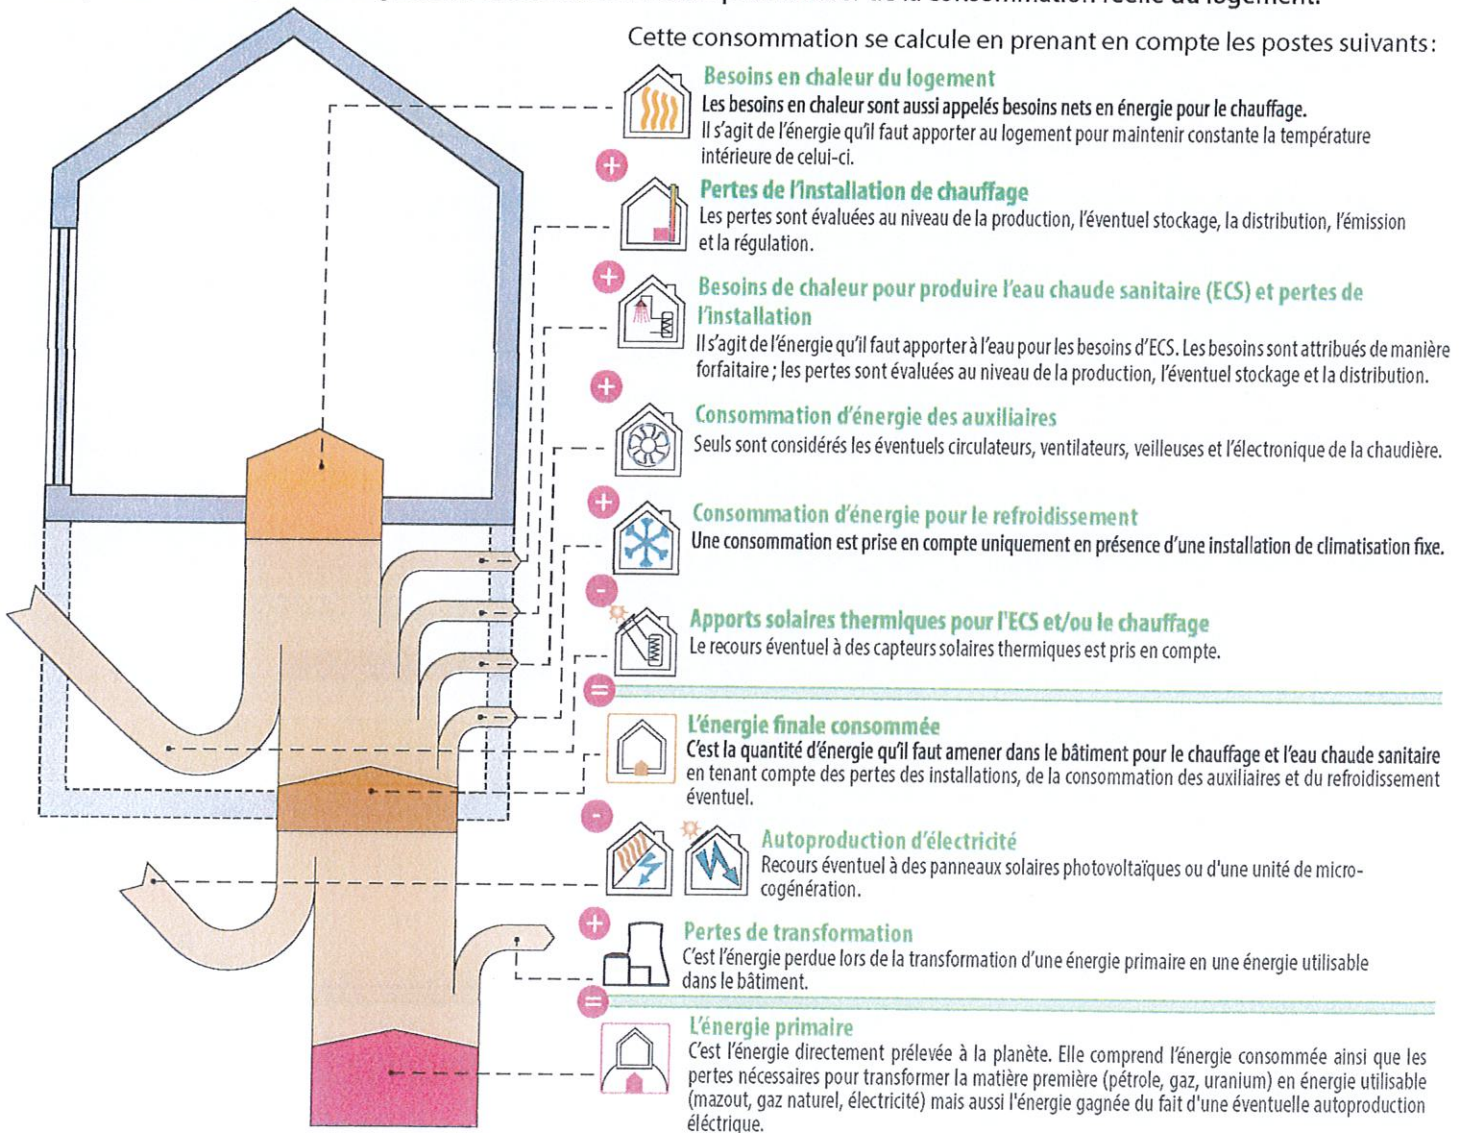 de la consommation réelle du logement.
Cette consommation se calcule en prenant en compte les postes suivants :
Besoins en chaleur du logement
Les besoins en chaleur sont aussi appelés besoins nets en énergie pour le chauffage.
Il s'agit de l'énergie qu'il faut apporter au logement pour maintenir constante la température
intérieure de celui-ci.
+
Pertes de l'installation de chauffage
Les pertes sont évaluées au niveau de la production, l'éventuel stockage, la distribution, l'émission
et la régulation.
+
Besoins de chaleur pour produire l'eau chaude sanitaire (ECS) et pertes de
l'installation
Il s'agit de l'énergie qu'il faut apporter à l'eau pour les besoins d'ECS. Les besoins sont attribués de manière
forfaitaire ; les pertes sont évaluées au niveau de la production, l'éventuel stockage et la distribution.
+
Consommation d'énergie des auxiliaires
Seuls sont considérés les éventuels circulateurs, ventilateurs, veilleuses et l'électronique de la chaudière.
+
Consommation d'énergie pour le refroidissement
Une consommation est prise en compte uniquement en présence d'une installation de climatisation fixe.
-
Apports solaires thermiques pour l'ECS et/ou le chauffage
Le recours éventuel à des capteurs solaires thermiques est pris en compte.
=
L'énergie finale consommée
C'est la quantité d'énergie qu'il faut amener dans le bâtiment pour le chauffage et l'eau chaude sanitaire
en tenant compte des pertes des installations, de la consommation des auxiliaires et du refroidissement
éventuel.
-
Autoproduction d'électricité
Recours éventuel à des panneaux solaires photovoltaïques ou d'une unité de micro-
cogénération.
+
Pertes de transformation
C'est l'énergie perdue lors de la transformation d'une énergie primaire en une énergie utilisable
dans le bâtiment.
=
L'énergie primaire
C'est l'énergie directement prélevée à la planète. Elle comprend l'énergie consommée ainsi que les
pertes nécessaires pour transformer la matière première (pétrole, gaz, uranium) en énergie utilisable
(mazout, gaz naturel, électricité) mais aussi l'énergie gagnée du fait d'une éventuelle autoproduction
éléctrique.